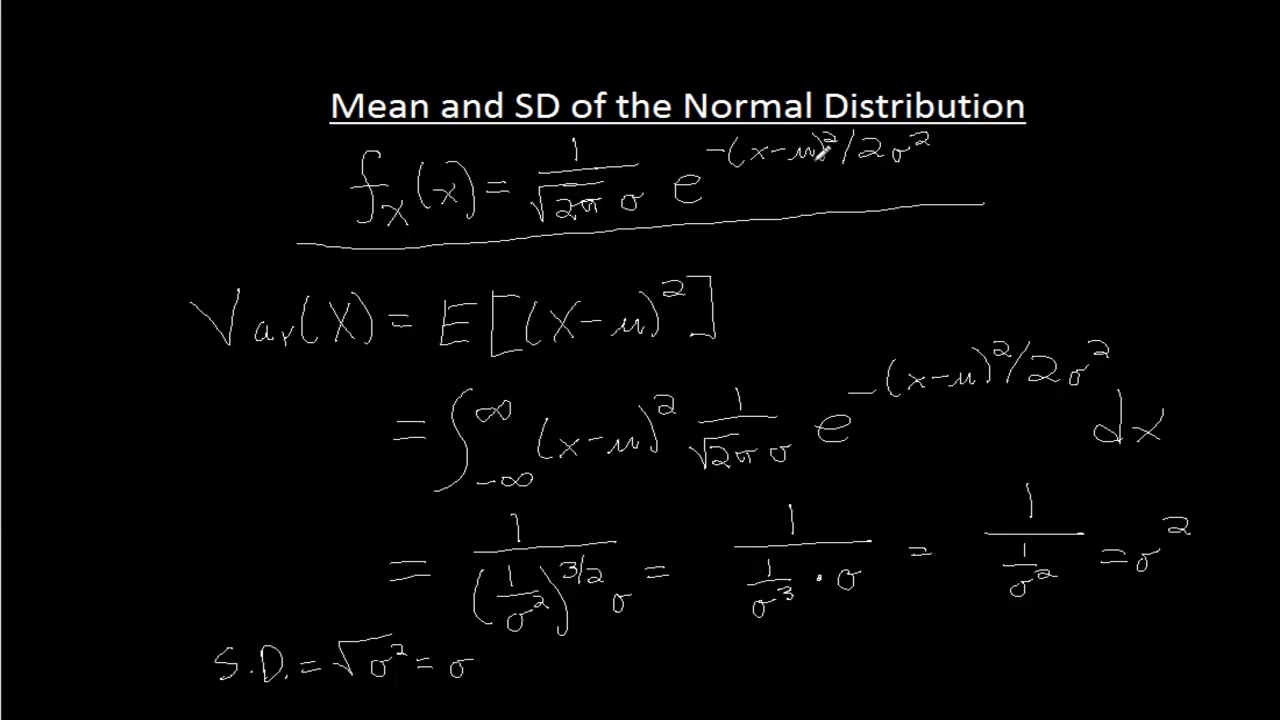 Mean and SD of the Normal Distribution
f_X(x) = 1/(√2π σ) e^(-(x-μ)²/2σ²)
Var(X) = E[(X-μ)²]
= ∫_{-∞}^{∞} (x-μ)² 1/(√2π σ) e^(-(x-μ)²/2σ²) dx
= 1/((1/σ²)^(3/2) σ) = 1/(1/σ³ · σ) = 1/(1/σ²) = σ²
S.D. = √σ² = σ